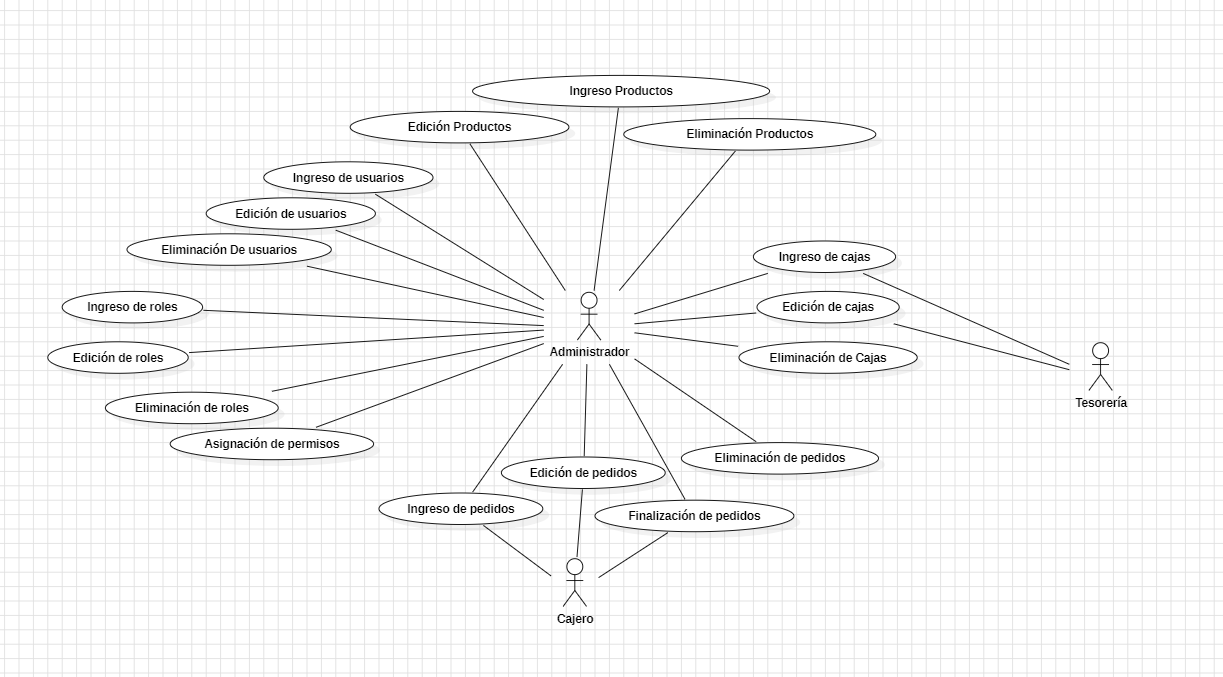 Ingreso Productos
Edición Productos
Eliminación Productos
Ingreso de usuarios
Edición de usuarios
Eliminación De usuarios
Ingreso de cajas
Ingreso de roles
Edición de cajas
Administrador
Edición de roles
Eliminación de Cajas
Tesorería
Eliminación de roles
Asignación de permisos
Eliminación de pedidos
Edición de pedidos
Ingreso de pedidos
Finalización de pedidos
Cajero